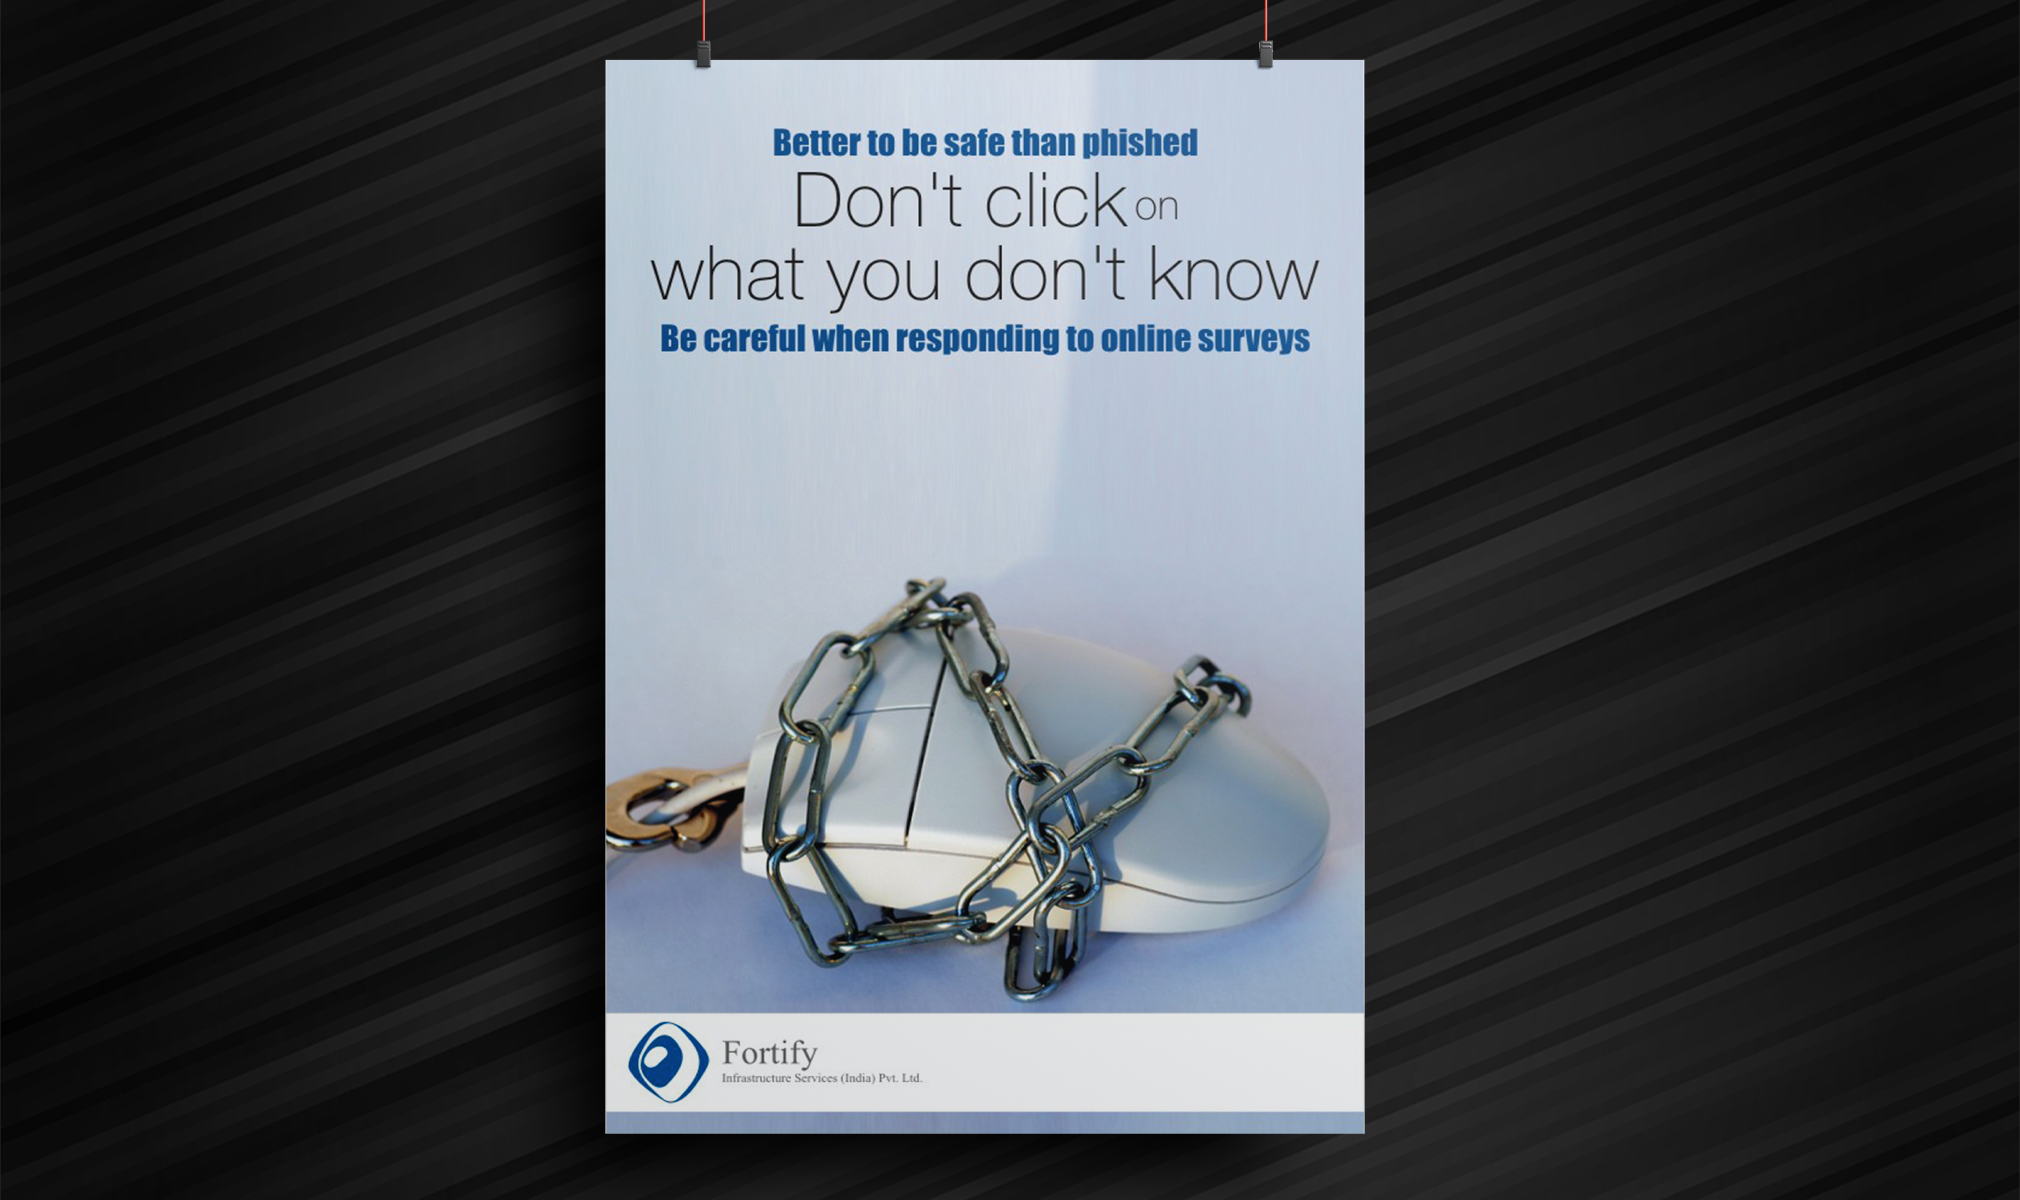 Better to be safe than phished
Don't click on
what you don't know
Be careful when responding to online surveys
Fortify
Infrastructure Services (India) Pvt. Ltd.